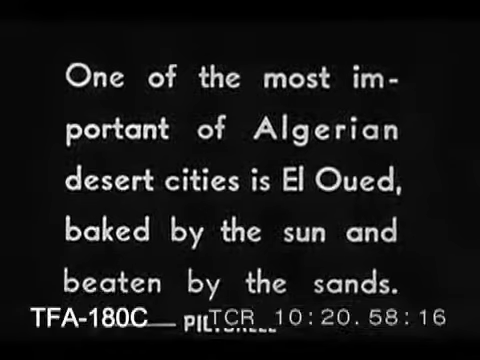 One of the most im-
portant of Algerian
desert cities is El Oued,
baked by the sun and
beaten by the sands.
TFA-180C TCR 10:20.58:16